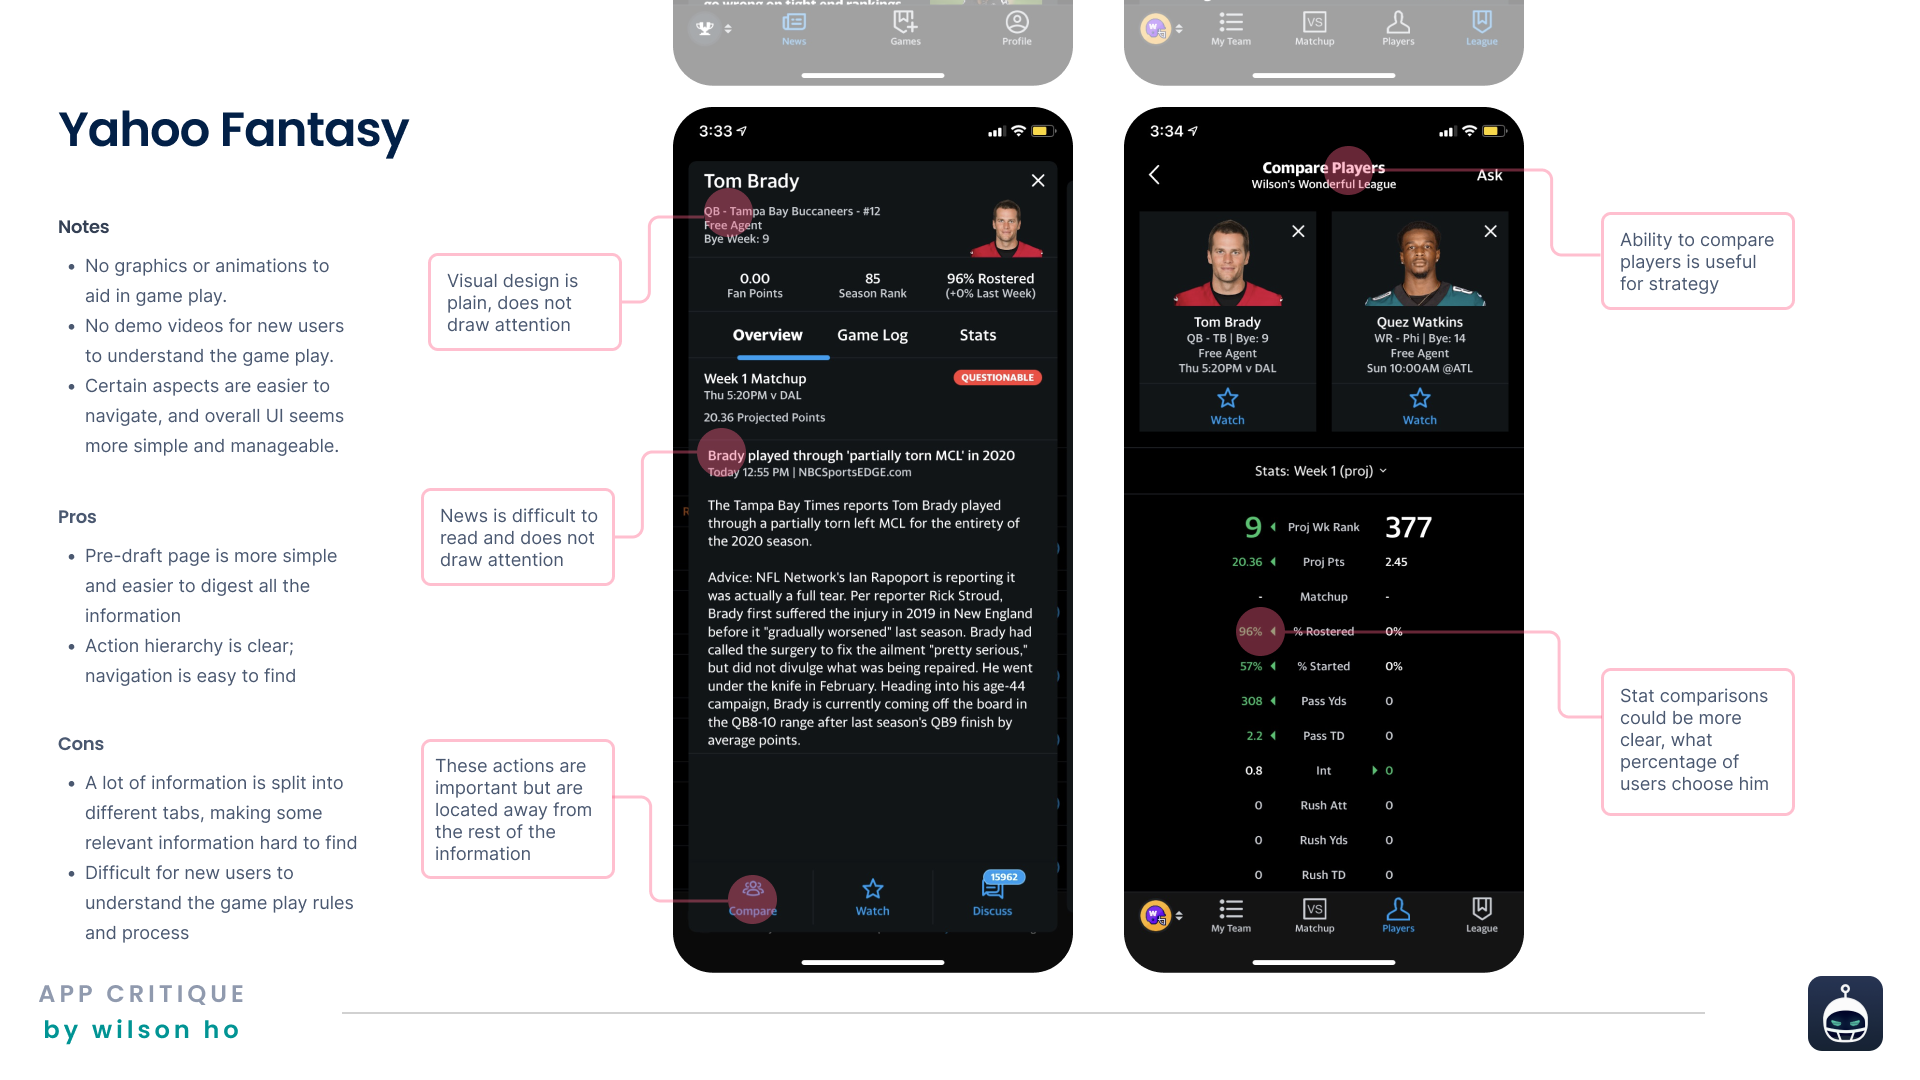 go wrong on tight end rankings
News
Games
Profile
W
My Team
VS
Matchup
Players
League
Yahoo Fantasy
Notes
• No graphics or animations to
aid in game play.
• No demo videos for new users
to understand the game play.
• Certain aspects are easier to
navigate, and overall UI seems
more simple and manageable.
Pros
• Pre-draft page is more simple
and easier to digest all the
information
• Action hierarchy is clear;
navigation is easy to find
Cons
• A lot of information is split into
different tabs, making some
relevant information hard to find
• Difficult for new users to
understand the game play rules
and process
Visual design is
plain, does not
draw attention
News is difficult to
read and does not
draw attention
These actions are
important but are
located away from
the rest of the
information
3:33
Tom Brady
QB - Tampa Bay Buccaneers - #12
Free Agent
Bye Week: 9
0.00
Fan Points
85
Season Rank
96% Rostered
(+0% Last Week)
Overview
Game Log
Stats
Week 1 Matchup
QUESTIONABLE
Thu 5:20PM v DAL
20.36 Projected Points
Brady played through 'partially torn MCL' in 2020
Today 12:55 PM | NBCSportsEDGE.com
The Tampa Bay Times reports Tom Brady played
through a partially torn left MCL for the entirety of
the 2020 season.
Advice: NFL Network's Ian Rapoport is reporting it
was actually a full tear. Per reporter Rick Stroud,
Brady first suffered the injury in 2019 in New England
before it "gradually worsened" last season. Brady had
called the surgery to fix the ailment "pretty serious,"
but did not divulge what was being repaired. He went
under the knife in February. Heading into his age-44
campaign, Brady is currently coming off the board in
the QB8-10 range after last season's QB9 finish by
average points.
Compare
Watch
15962
Discuss
3:34
Compare Players
Wilson's Wonderful League
Ask
Tom Brady
QB - TB | Bye: 9
Free Agent
Thu 5:20PM v DAL
Watch
Quez Watkins
WR - Phi | Bye: 14
Free Agent
Sun 10:00AM @ATL
Watch
Stats: Week 1 (proj)
9 Proj Wk Rank 377
20.36 Proj Pts 2.45
- Matchup -
96% % Rostered 0%
57% % Started 0%
308 Pass Yds 0
2.2 Pass TD 0
0.8 Int 0
0 Rush Att 0
0 Rush Yds 0
0 Rush TD 0
W
My Team
VS
Matchup
Players
League
Ability to compare
players is useful
for strategy
Stat comparisons
could be more
clear, what
percentage of
users choose him
APP CRITIQUE
by wilson ho